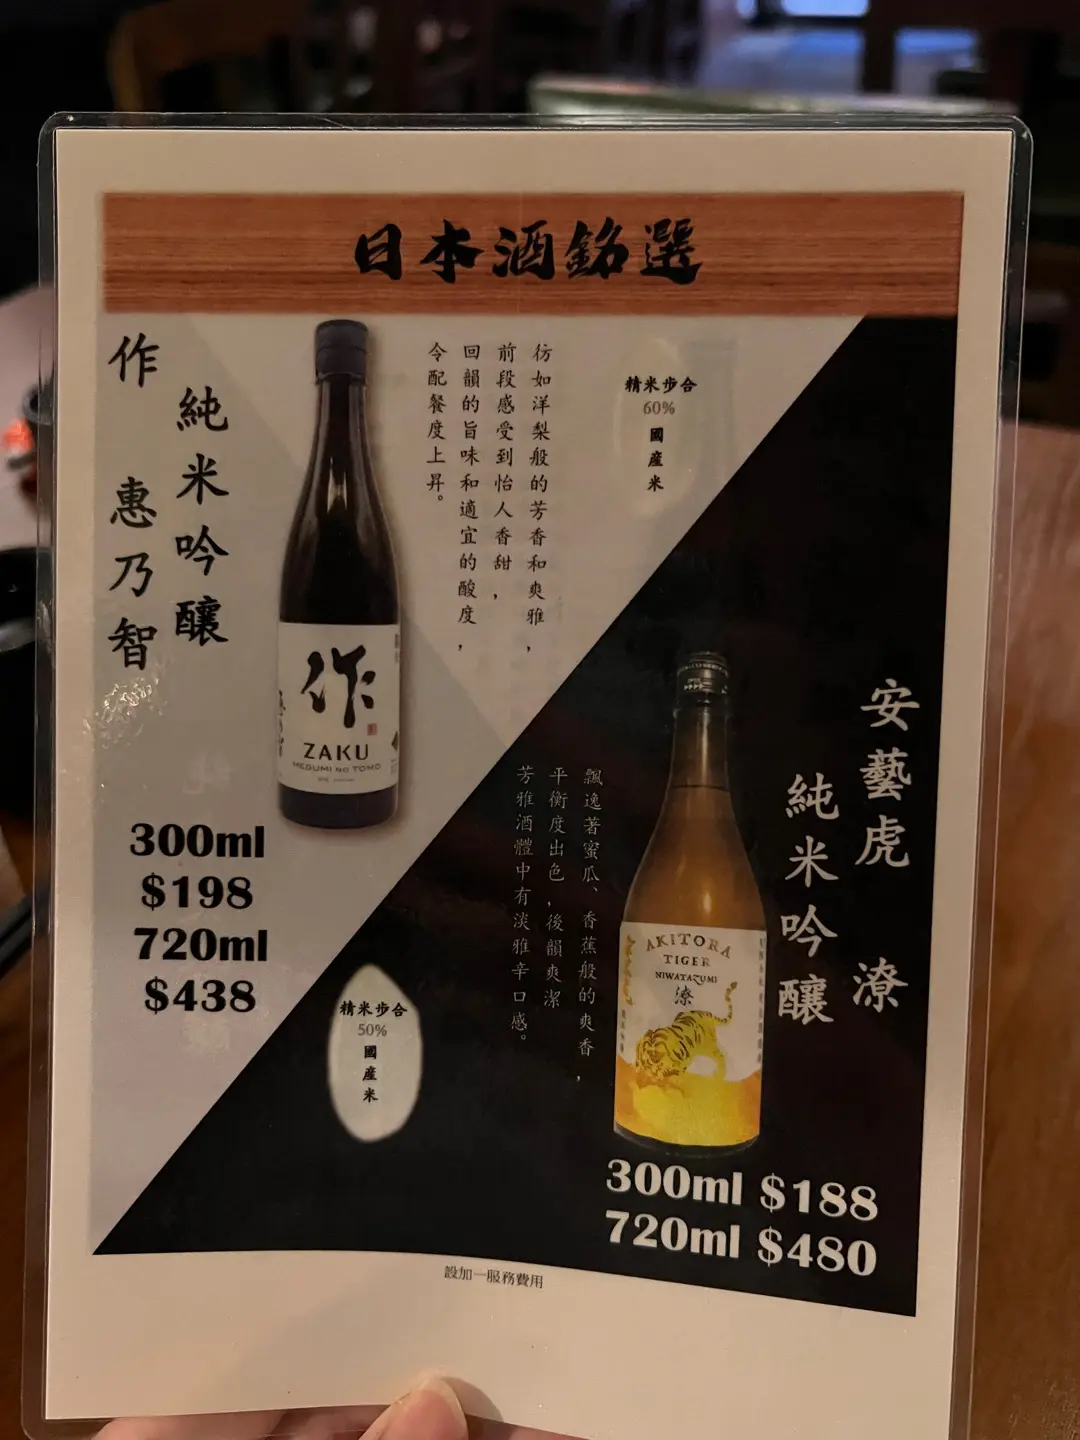 日本酒銘選
作 惠乃智
純米吟釀
彷如洋梨般的芳香和爽雅，
前段感受到怡人香甜，
回韻的旨味和適宜的酸度，
令配餐度上昇。
精米步合
60%
國
產
米
作
ZAKU
MEGUMI NO TOMO
300ml
$198
720ml
$438
安藝虎 潦
純米吟釀
飄逸著蜜瓜、香蕉般的爽香，
平衡度出色，後韻爽潔
芳雅酒體中有淡雅辛口感。
精米步合
50%
國
產
米
AKITORA
TIGER
NIWATAZUMI
潦
300ml $188
720ml $480
設加一服務費用